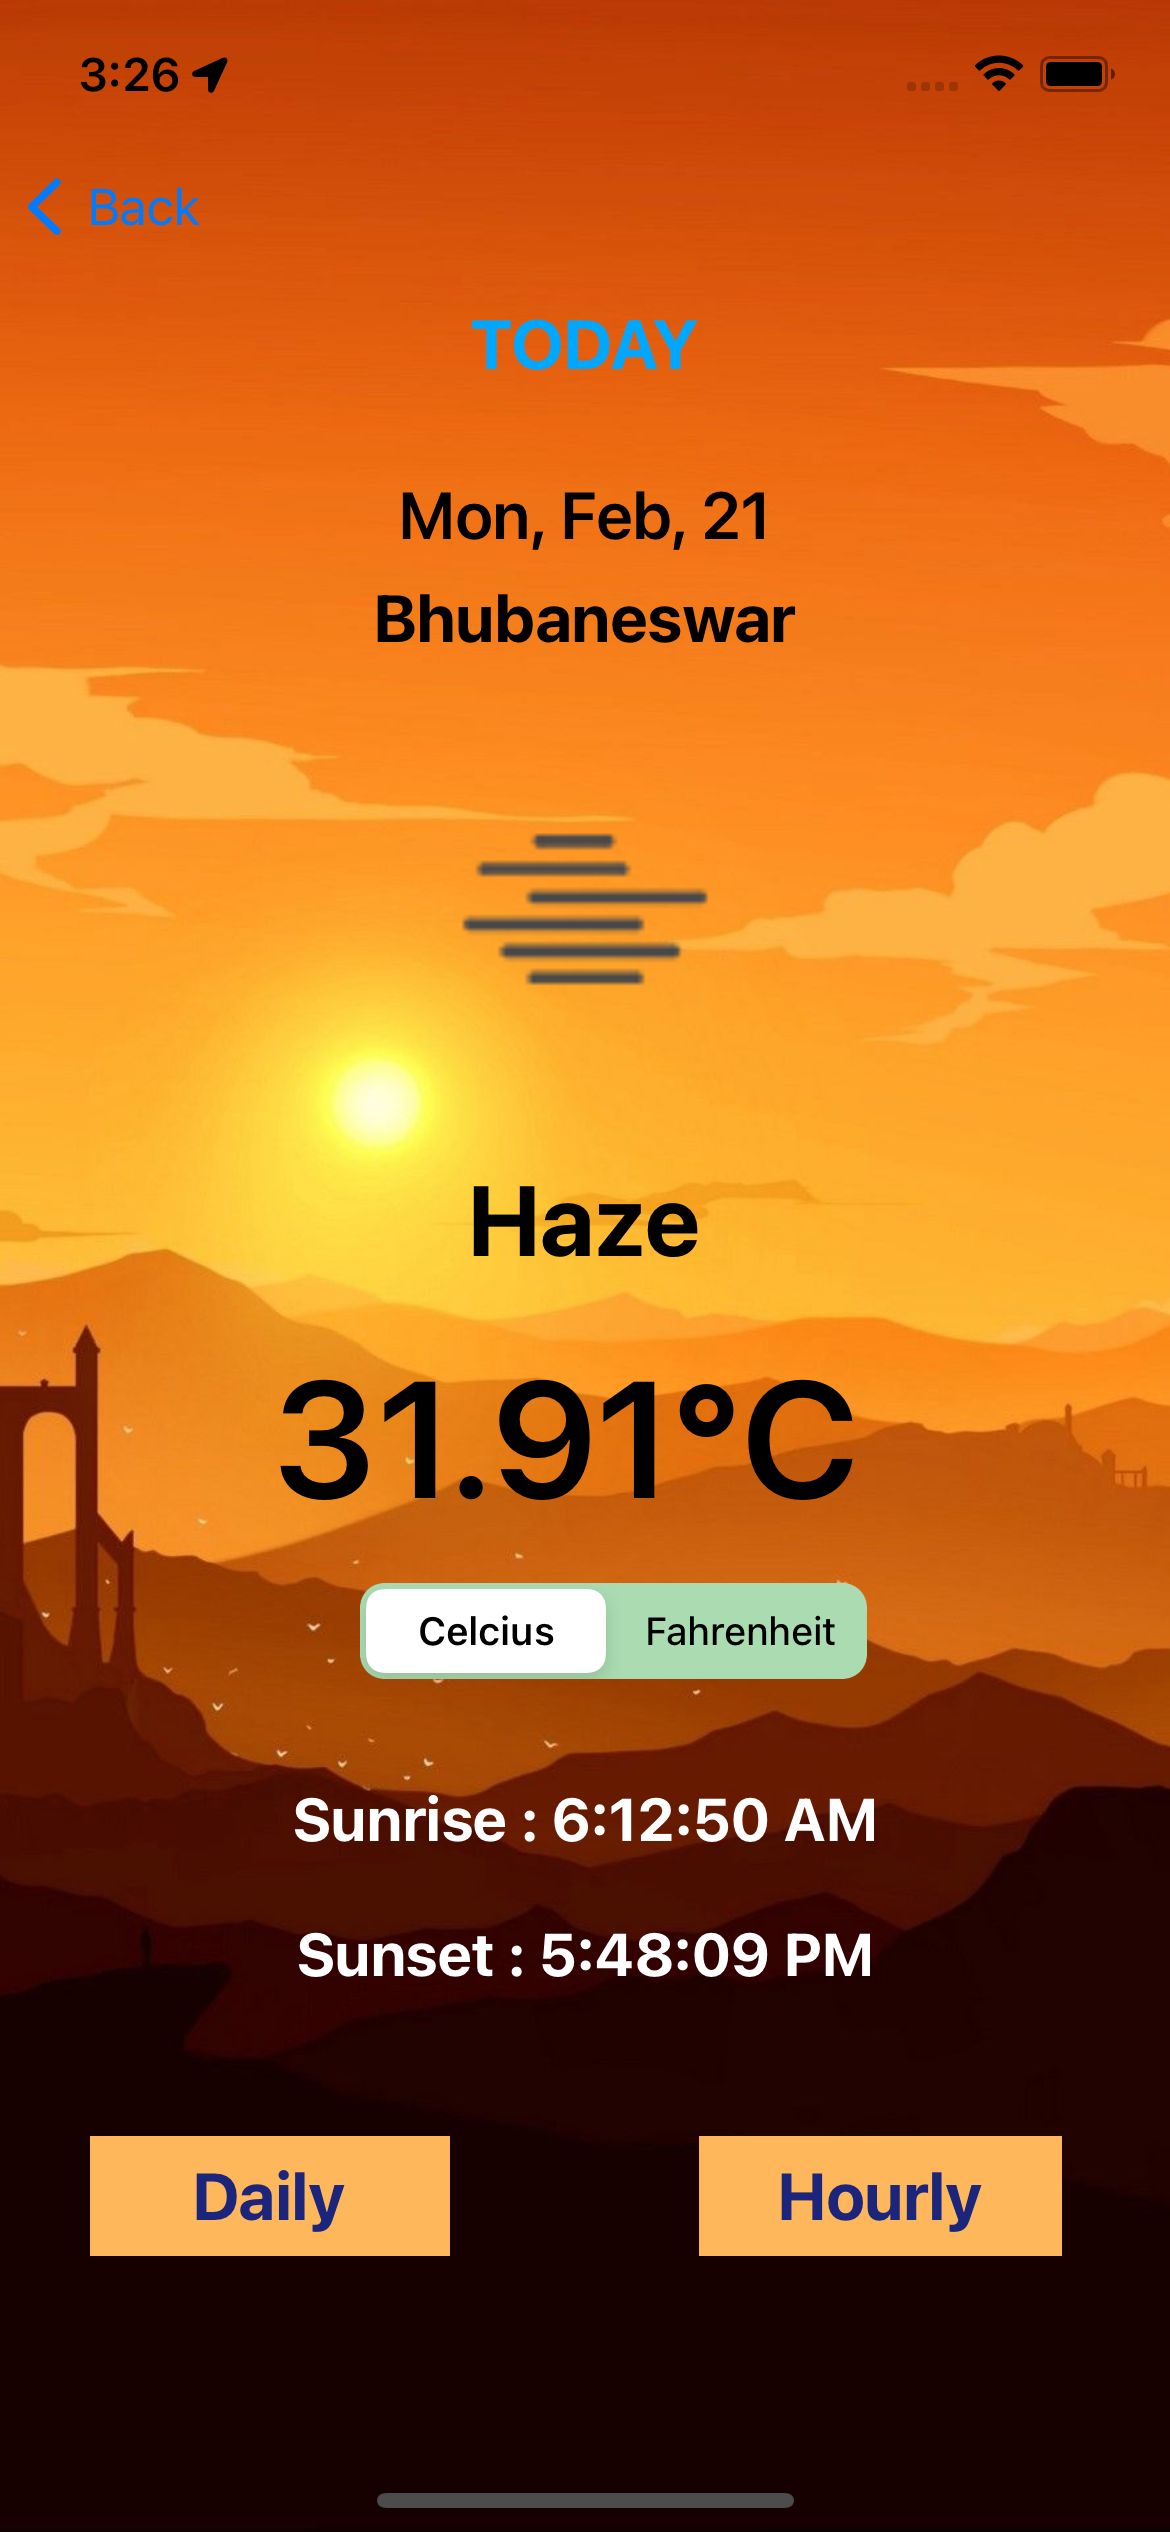 3:26
Back
TODAY
Mon, Feb, 21
Bhubaneswar
Haze
31.91°C
Celcius Fahrenheit
Sunrise : 6:12:50 AM
Sunset : 5:48:09 PM
Daily Hourly